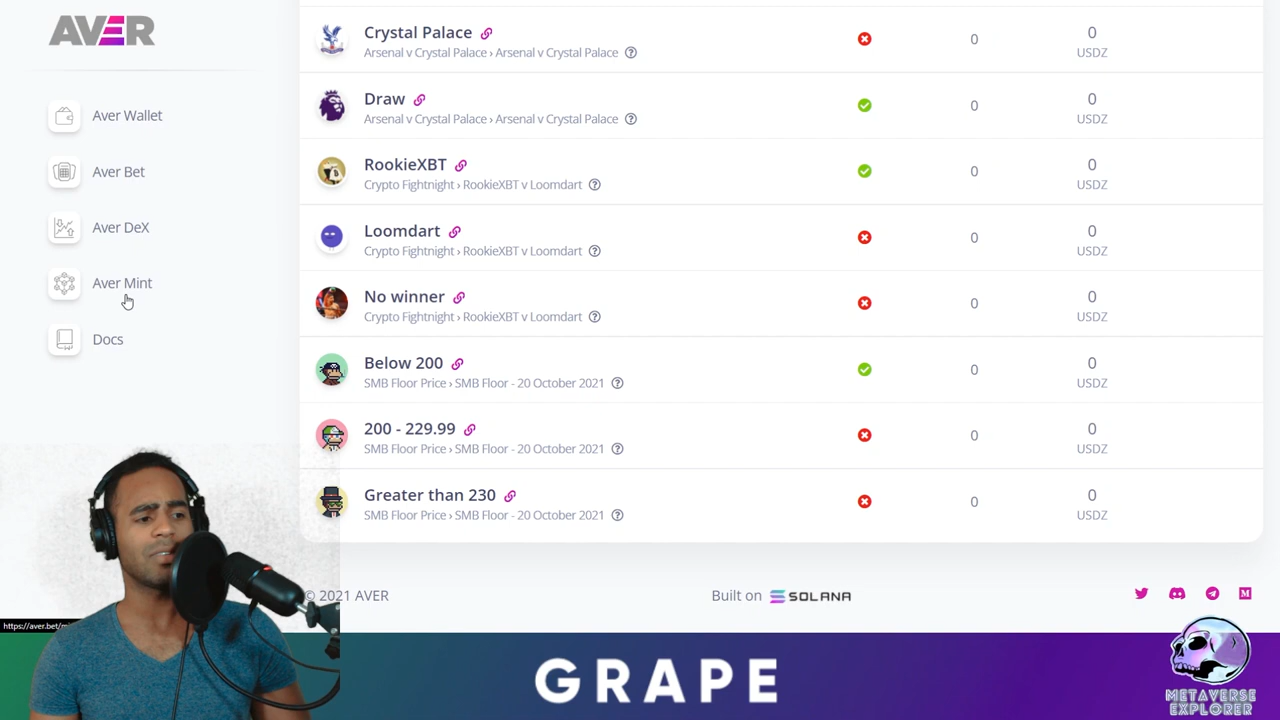 AVER
Aver Wallet
Aver Bet
Aver DeX
Aver Mint
Docs
Crystal Palace
Arsenal v Crystal Palace › Arsenal v Crystal Palace
0
0
USDZ
Draw
Arsenal v Crystal Palace › Arsenal v Crystal Palace
0
0
USDZ
RookieXBT
Crypto Fightnight › RookieXBT v Loomdart
0
0
USDZ
Loomdart
Crypto Fightnight › RookieXBT v Loomdart
0
0
USDZ
No winner
Crypto Fightnight › RookieXBT v Loomdart
0
0
USDZ
Below 200
SMB Floor Price › SMB Floor - 20 October 2021
0
0
USDZ
200 - 229.99
SMB Floor Price › SMB Floor - 20 October 2021
0
0
USDZ
Greater than 230
SMB Floor Price › SMB Floor - 20 October 2021
0
0
USDZ
© 2021 AVER
Built on SOLANA
https://aver.bet/
GRAPE
METAVERSE
EXPLORER